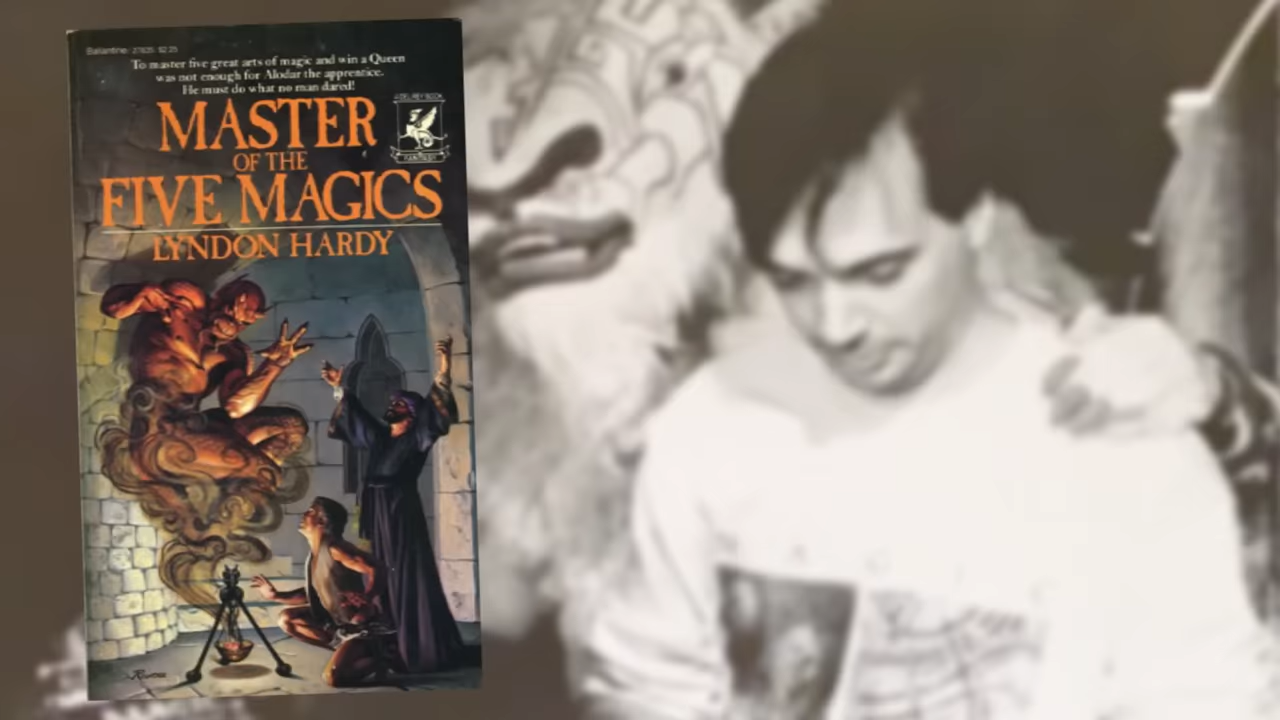 Ballantine/27635/$2.25
To master five great arts of magic and win a Queen
was not enough for Alodar the apprentice.
He must do what no man dared!
MASTER
OF THE
FIVE MAGICS
LYNDON HARDY
A DEL REY BOOK
FANTASY